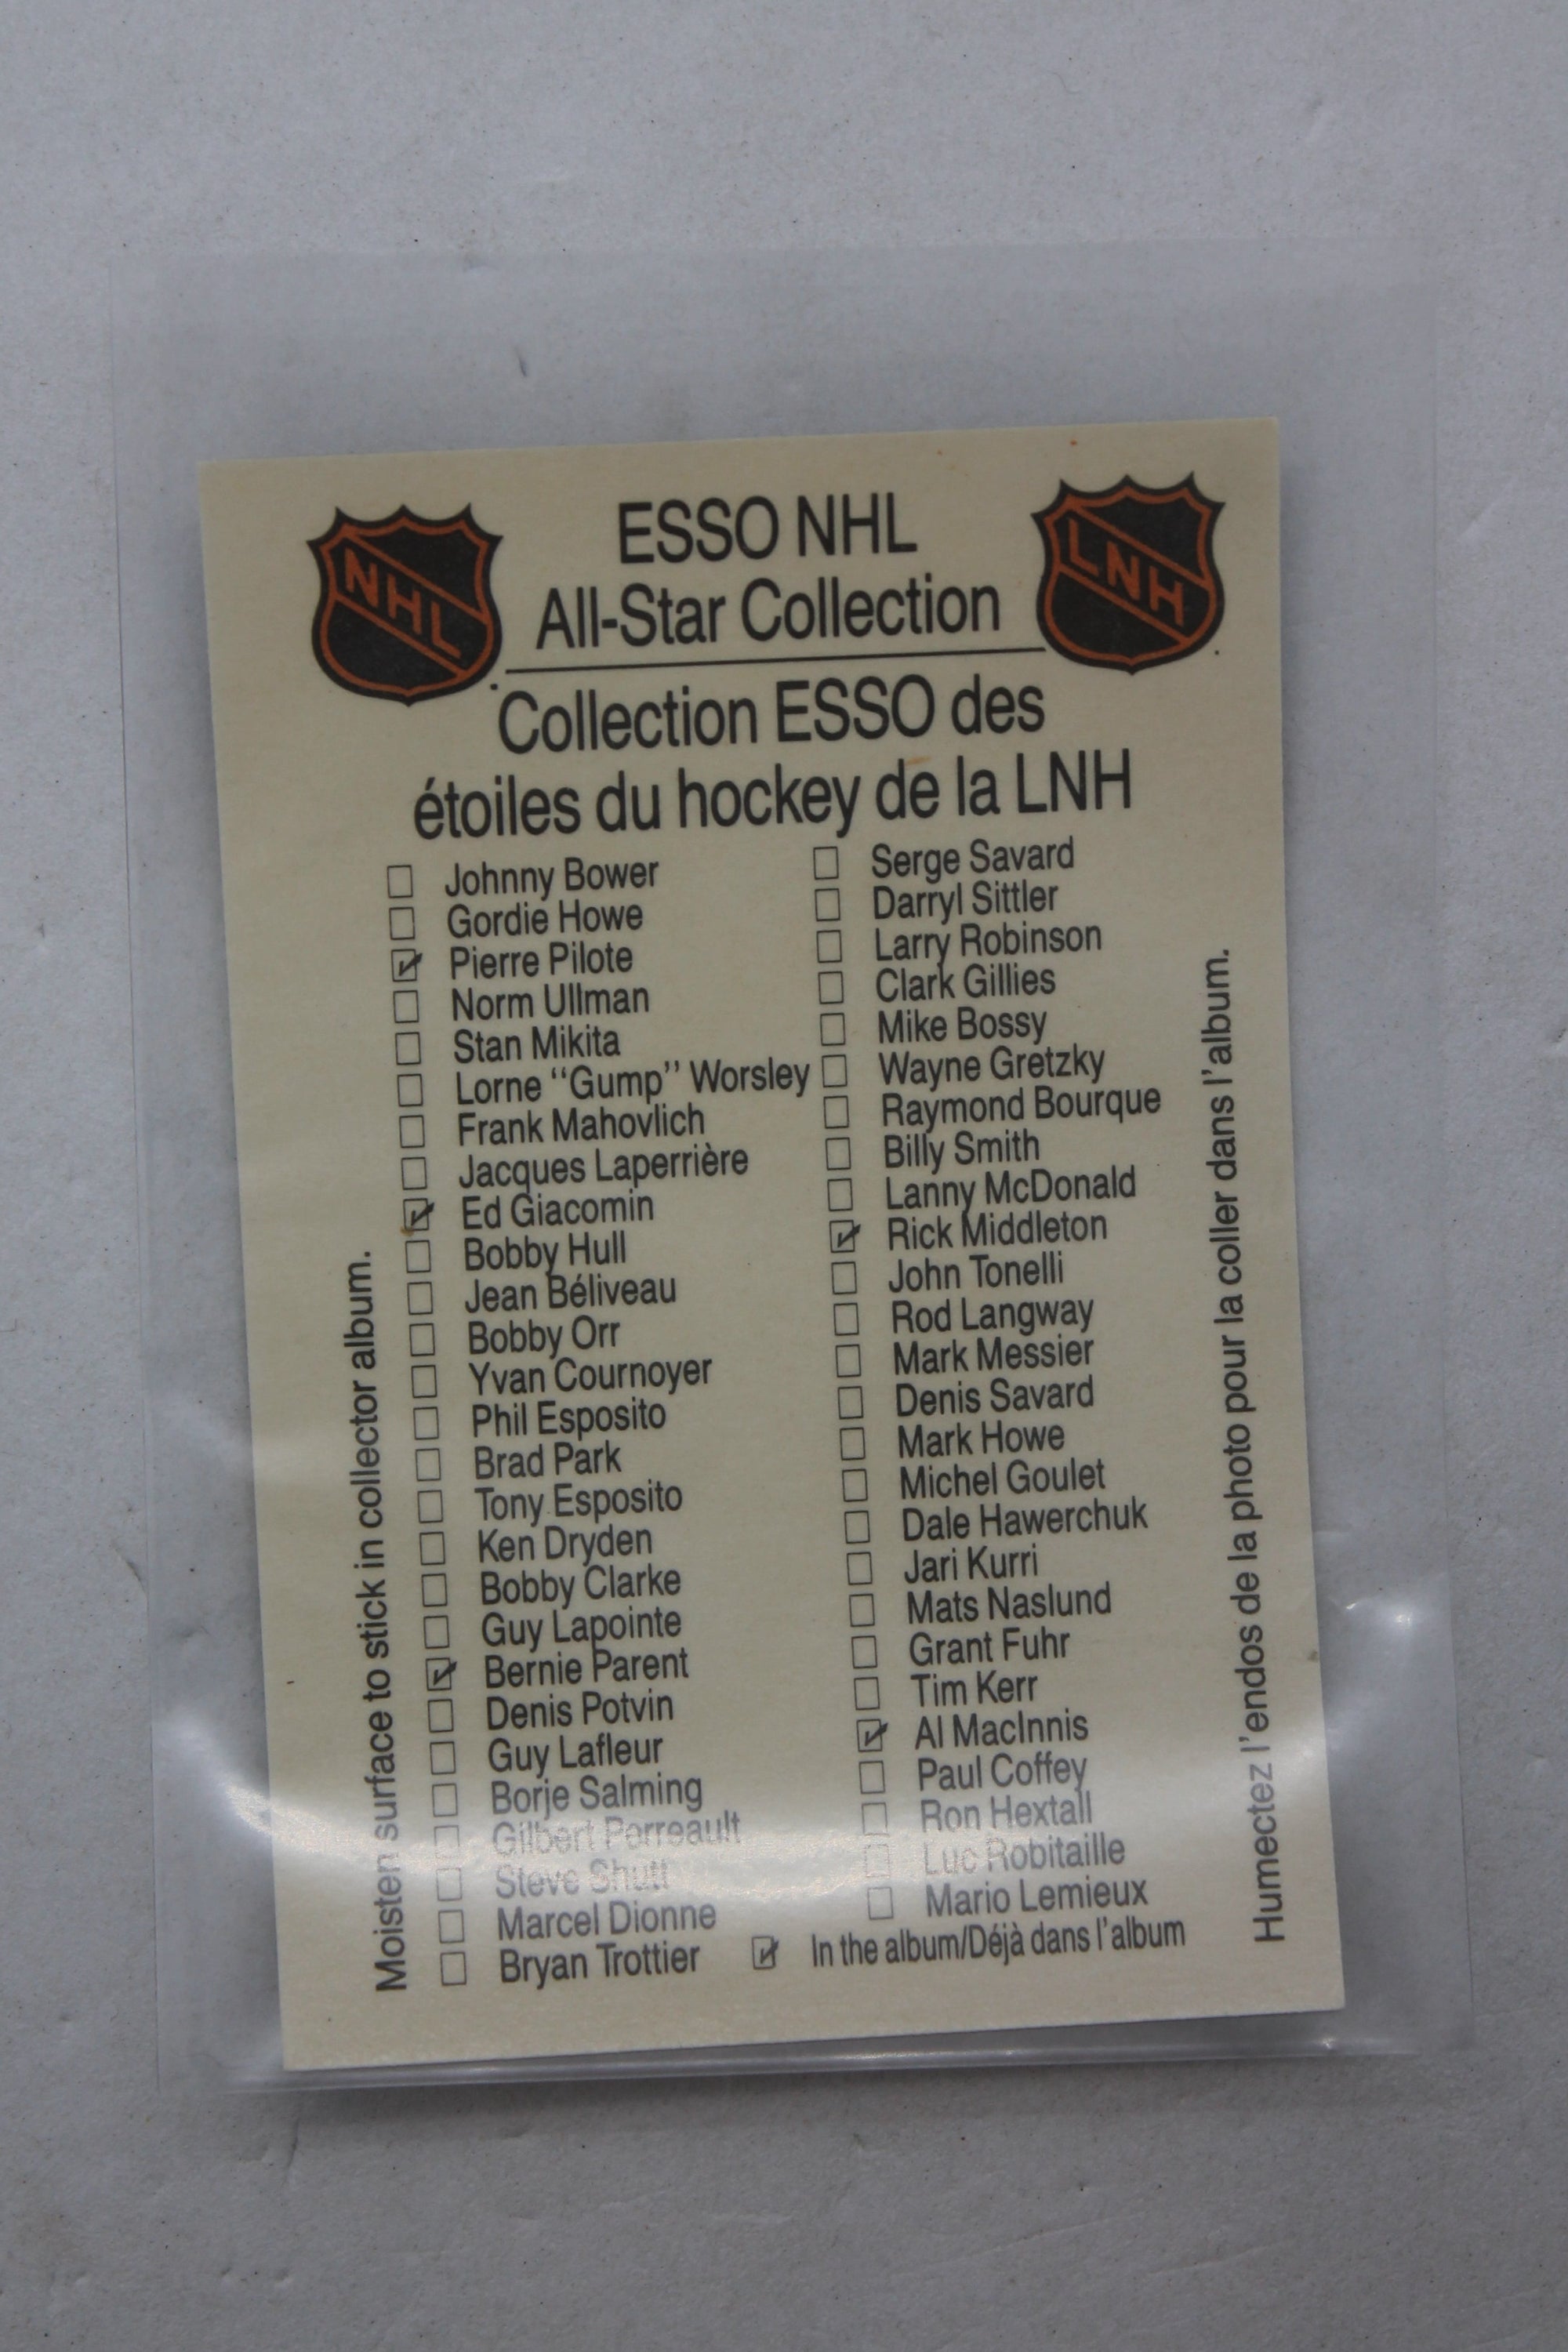 NHL
ESSO NHL
LNH
All-Star Collection
Collection ESSO des
étoiles du hockey de la LNH
Johnny Bower
Gordie Howe
Pierre Pilote
Norm Ullman
Stan Mikita
Lorne "Gump" Worsley
Frank Mahovlich
Jacques Laperrière
Ed Giacomin
Bobby Hull
Jean Béliveau
Bobby Orr
Yvan Cournoyer
Phil Esposito
Brad Park
Tony Esposito
Ken Dryden
Bobby Clarke
Guy Lapointe
Bernie Parent
Denis Potvin
Guy Lafleur
Borje Salming
Gilbert Perreault
Steve Shutt
Marcel Dionne
Bryan Trottier
Serge Savard
Darryl Sittler
Larry Robinson
Clark Gillies
Mike Bossy
Wayne Gretzky
Raymond Bourque
Billy Smith
Lanny McDonald
Rick Middleton
John Tonelli
Rod Langway
Mark Messier
Denis Savard
Mark Howe
Michel Goulet
Dale Hawerchuk
Jari Kurri
Mats Naslund
Grant Fuhr
Tim Kerr
Al MacInnis
Paul Coffey
Ron Hextall
Luc Robitaille
Mario Lemieux
In the album/Déjà dans l'album
Moisten surface to stick in collector album.
Humectez l'endos de la photo pour la coller dans l'album.